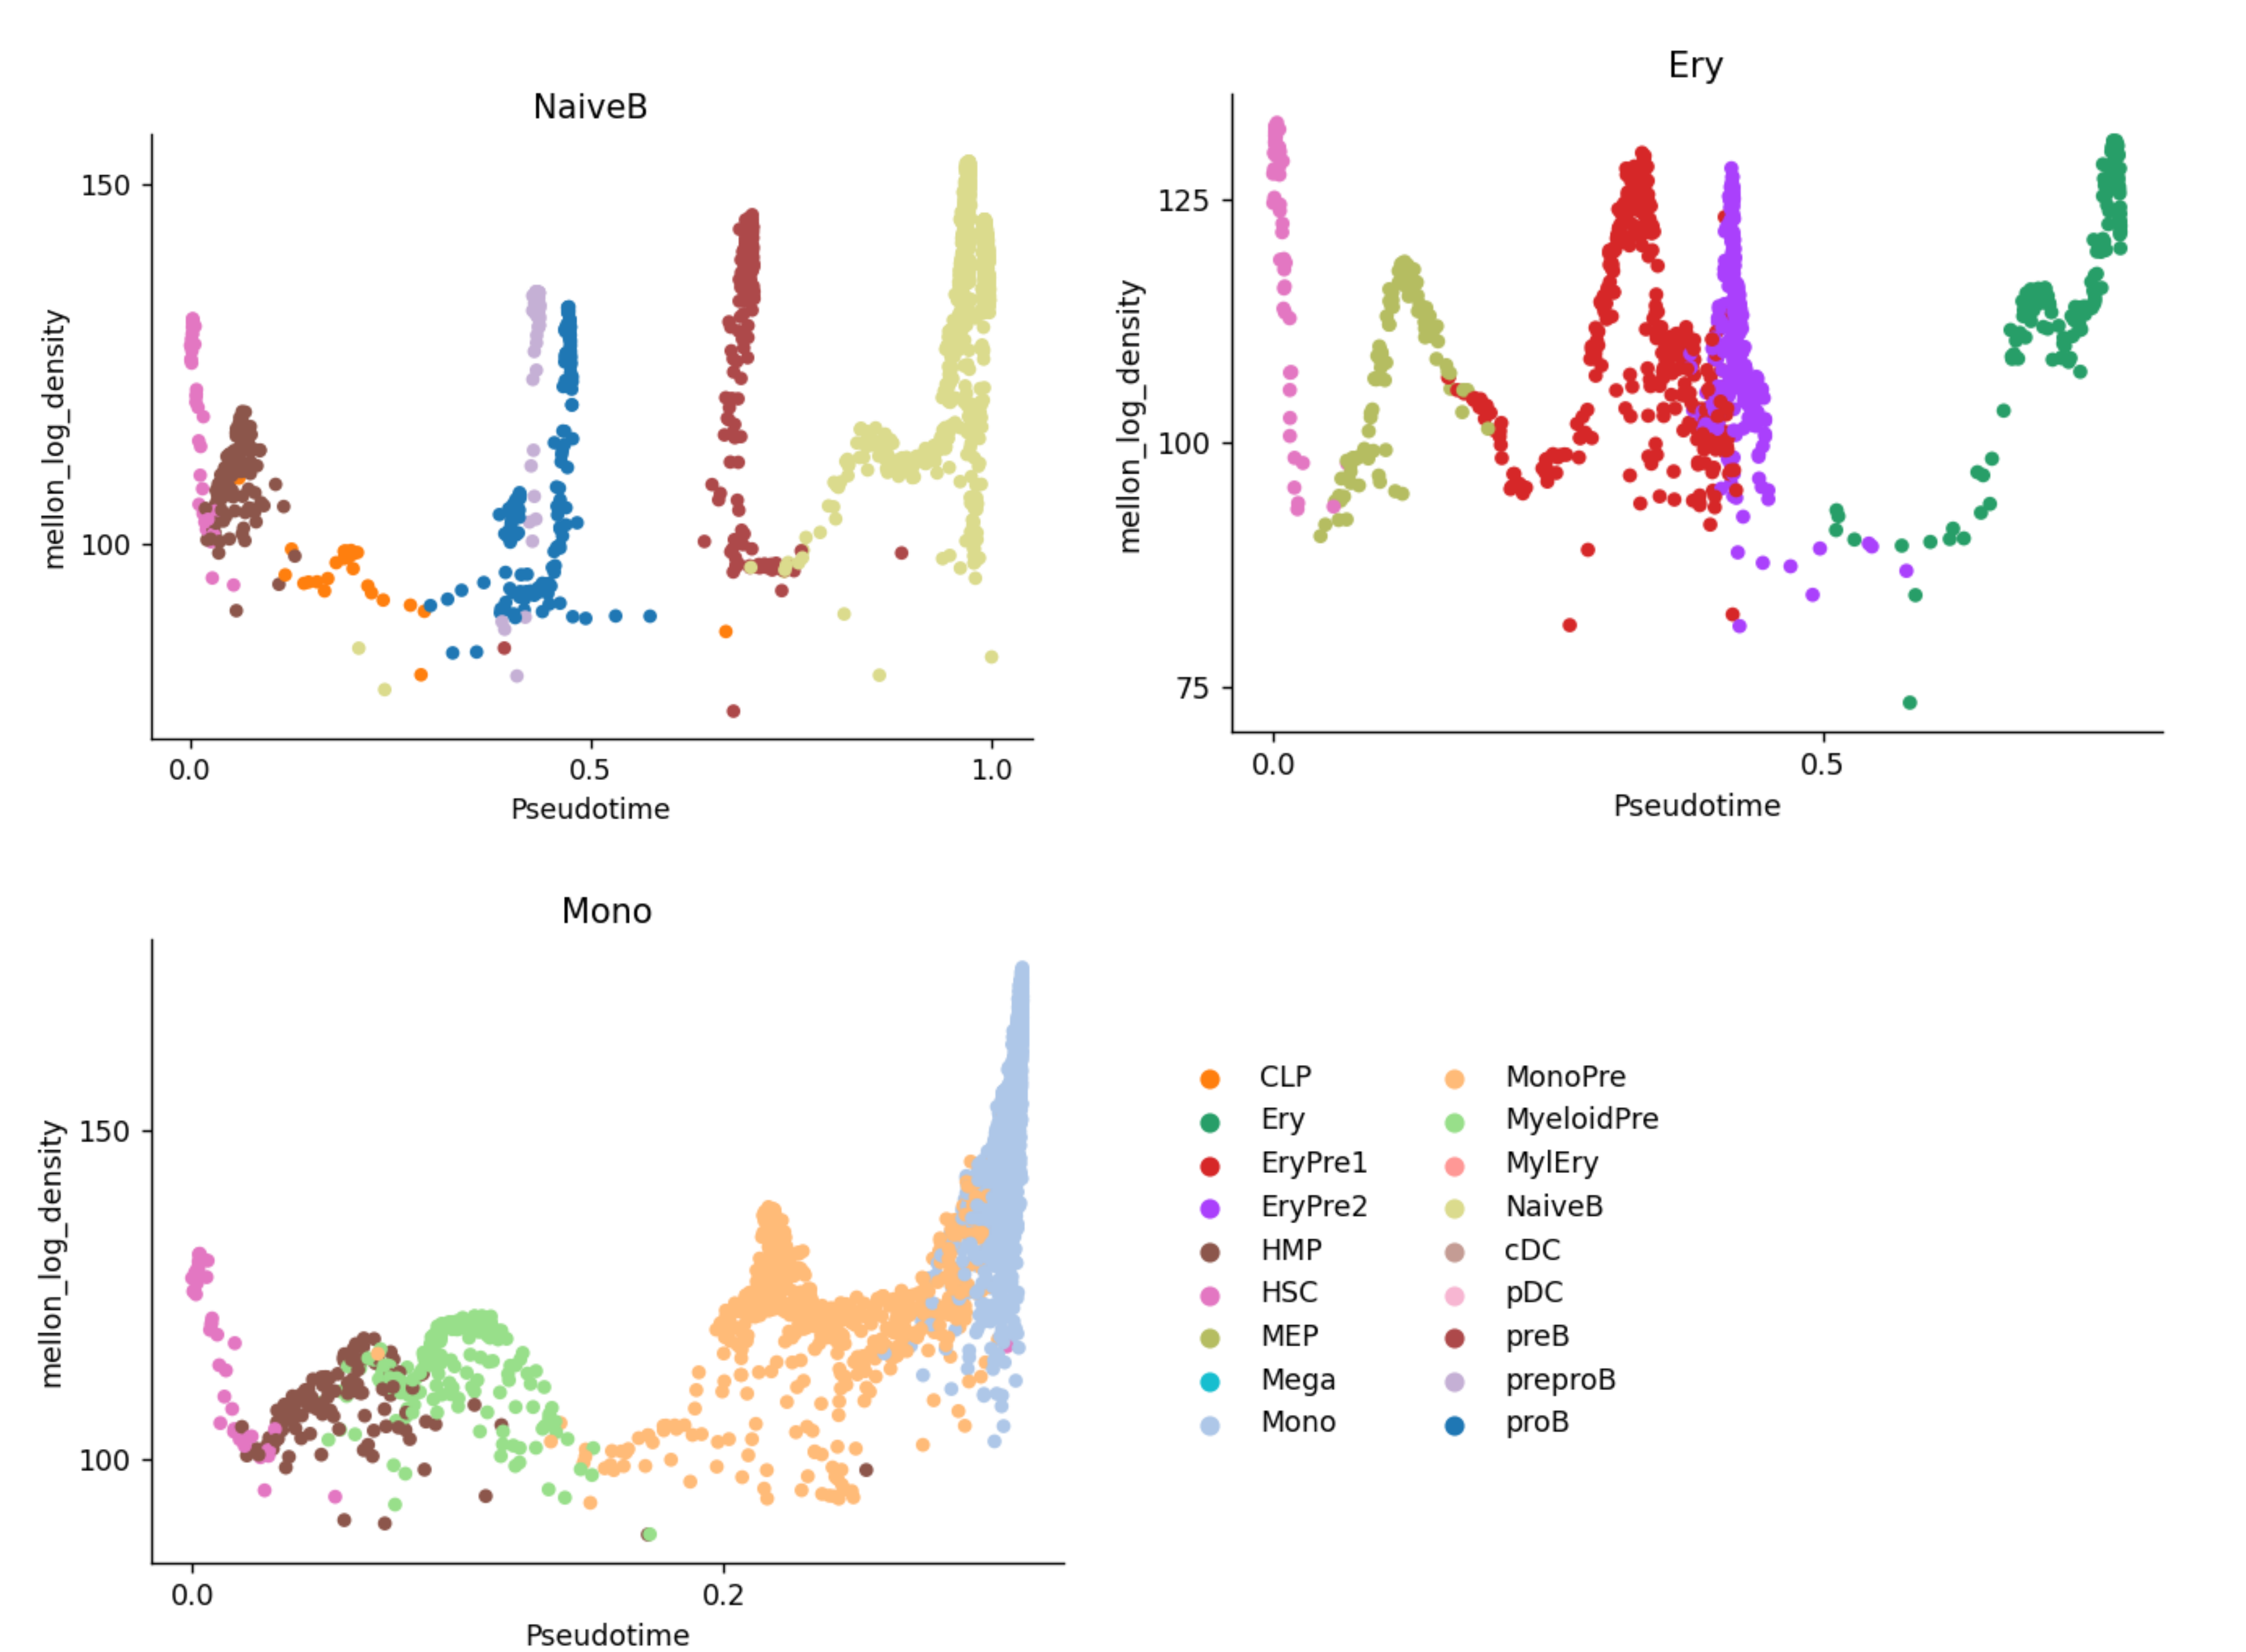 NaiveB
150
100
mellon_log_density
0.0 0.5 1.0
Pseudotime
Ery
125
100
75
mellon_log_density
0.0 0.5
Pseudotime
Mono
150
100
mellon_log_density
0.0 0.2
Pseudotime
CLP
Ery
EryPre1
EryPre2
HMP
HSC
MEP
Mega
Mono
MonoPre
MyeloidPre
MylEry
NaiveB
cDC
pDC
preB
preproB
proB